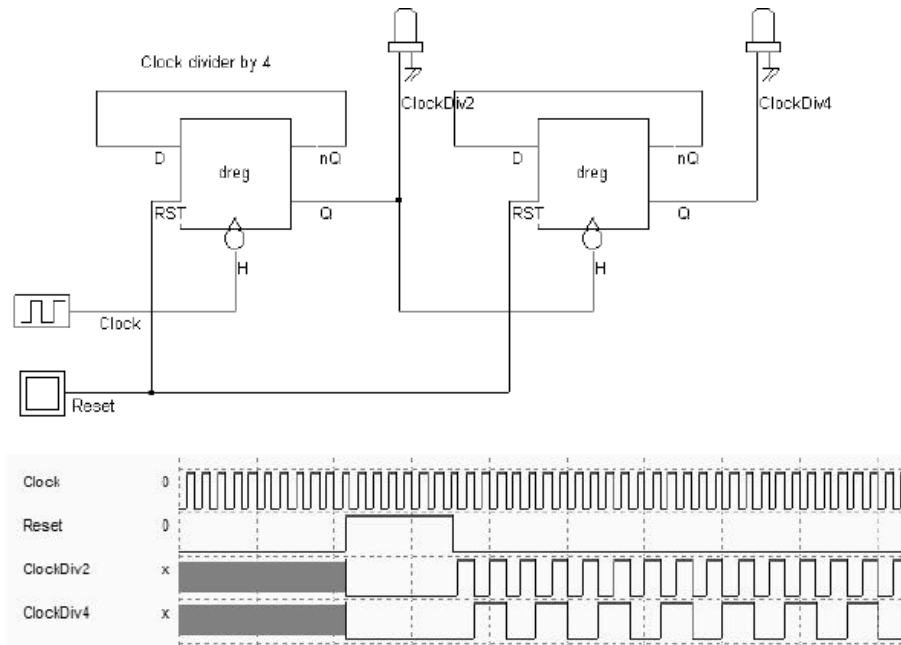 Clock divider by 4
ClockDiv2
ClockDiv4
D
nQ
dreg
RST
Q
H
D
nQ
dreg
RST
Q
H
Clock
Reset
Clock 0
Reset 0
ClockDiv2 x
ClockDiv4 x